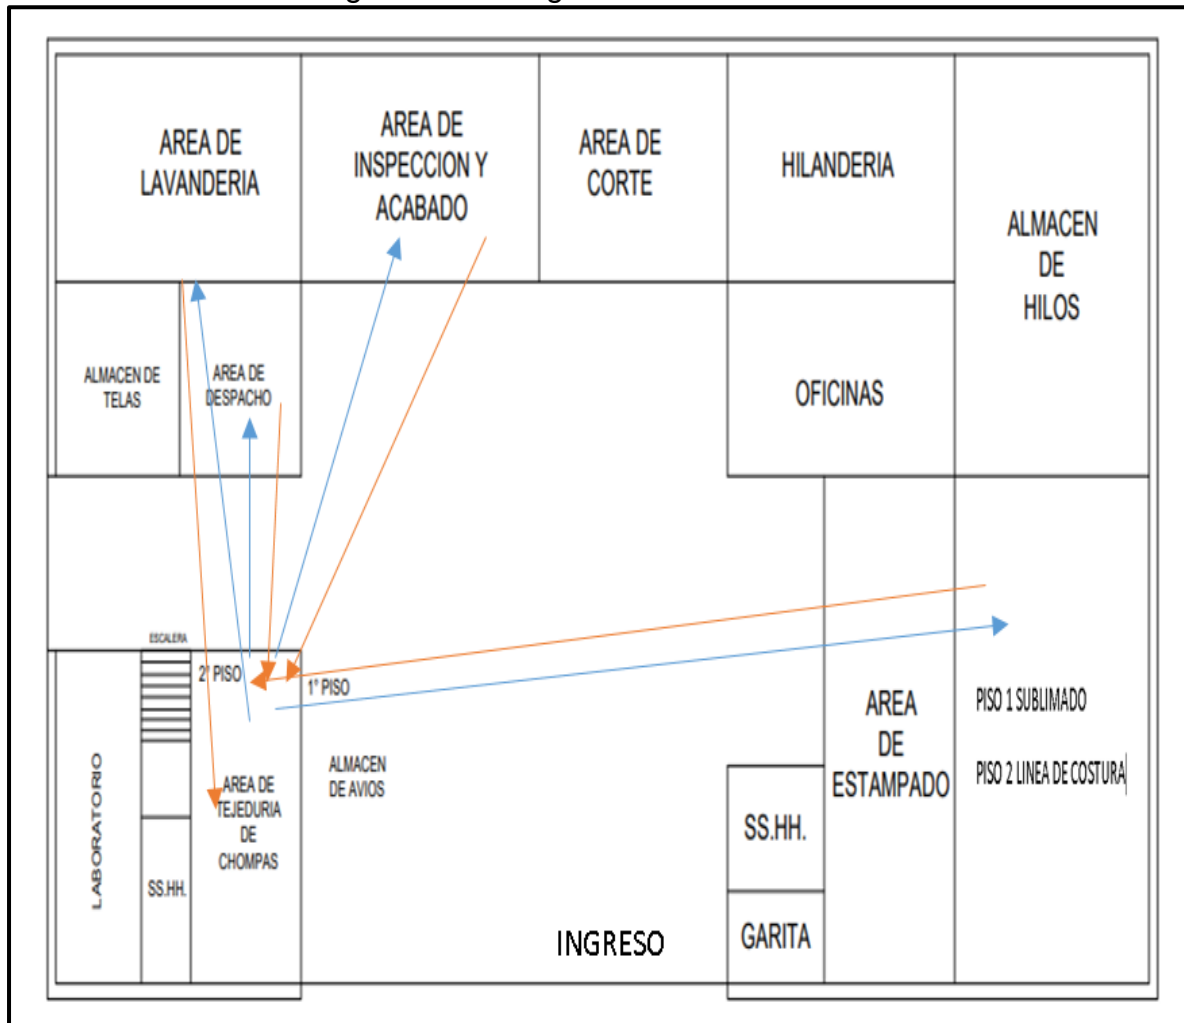 AREA DE
LAVANDERIA
AREA DE
INSPECCION Y
ACABADO
AREA DE
CORTE
HILANDERIA
ALMACEN
DE
HILOS
ALMACEN DE
TELAS
AREA DE
DESPACHO
OFICINAS
ESCALERA
2° PISO
1° PISO
LABORATORIO
SS.HH.
AREA DE
TEJEDURIA
DE
CHOMPAS
ALMACEN
DE AVIOS
AREA
DE
ESTAMPADO
PISO 1 SUBLIMADO
PISO 2 LINEA DE COSTURA
SS.HH.
GARITA
INGRESO